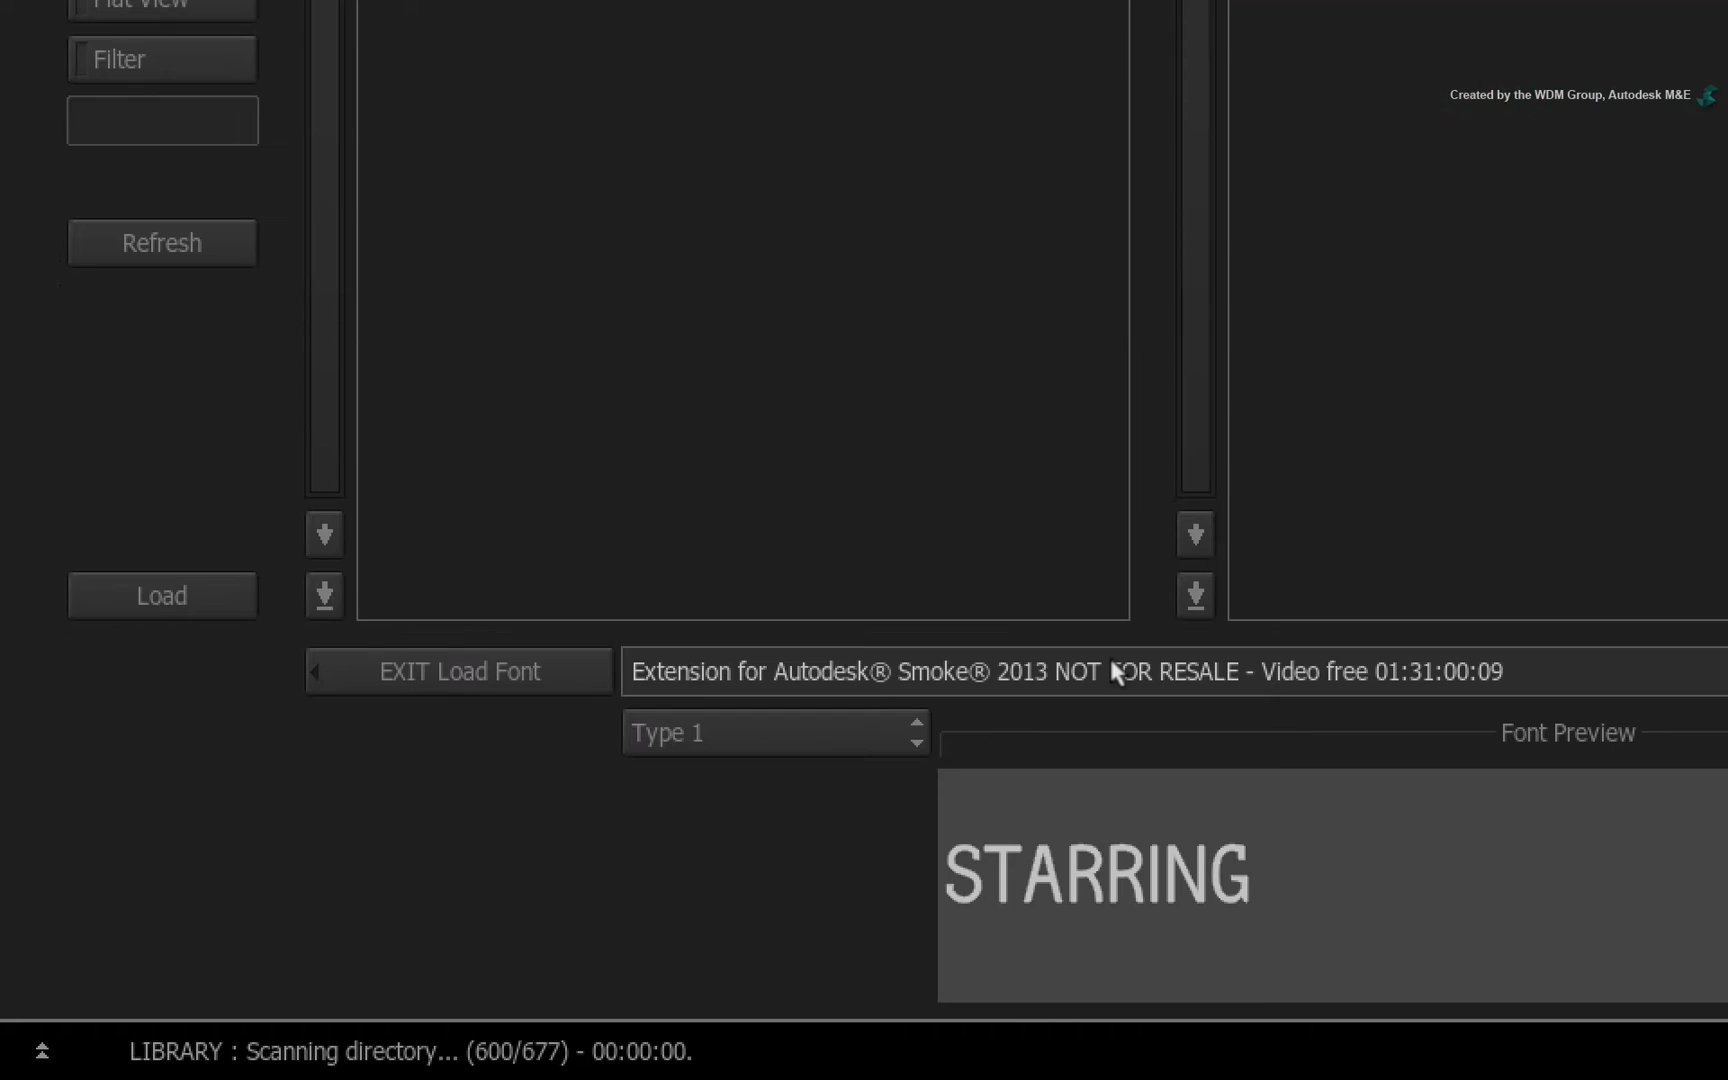 Flat View
Filter
Created by the WDM Group, Autodesk M&E
Refresh
Load
EXIT Load Font
Extension for Autodesk® Smoke® 2013 NOT FOR RESALE - Video free 01:31:00:09
Type 1
Font Preview
STARRING
LIBRARY : Scanning directory... (600/677) - 00:00:00.